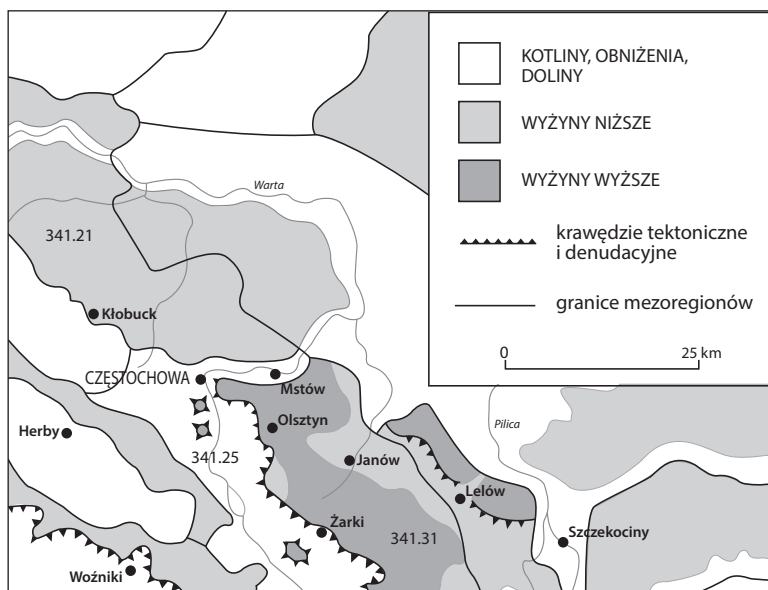 KOTLINY, OBNIŻENIA,
DOLINY
WYŻYNY NIŻSZE
WYŻYNY WYŻSZE
krawędzie tektoniczne
i denudacyjne
granice mezoregionów
0
25 km
Warta
341.21
Kłobuck
CZĘSTOCHOWA
Mstów
Olsztyn
Herby
341.25
Janów
Pilica
Lelów
Żarki
341.31
Szczekociny
Woźniki